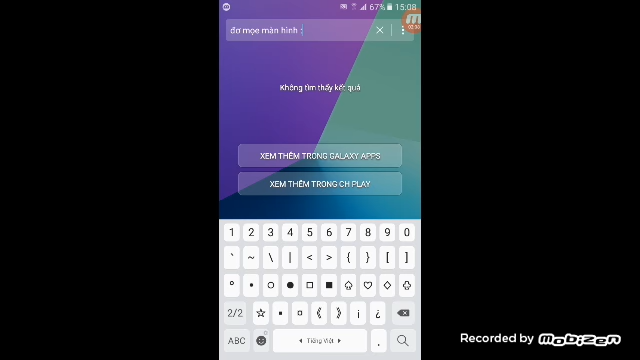 67% 15:08
đơ mọe màn hình :
Không tìm thấy kết quả
XEM THÊM TRONG GALAXY APPS
XEM THÊM TRONG CH PLAY
1 2 3 4 5 6 7 8 9 0
` ~ \ | < > { } [ ]
° • ○ ● □ ■ ♤ ♡ ◇ ♧
2/2 ☆ ▪ ¤ 《 》 ¡ ¿
ABC Tiếng Việt .
Recorded by mobizen